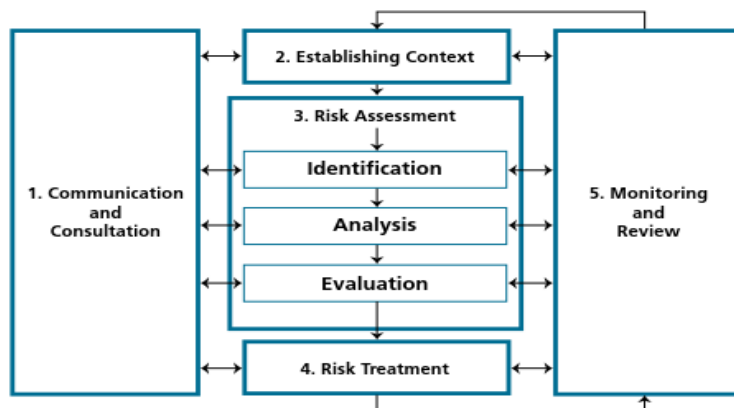 2. Establishing Context
3. Risk Assessment
Identification
1. Communication
and
Consultation
Analysis
5. Monitoring
and
Review
Evaluation
4. Risk Treatment